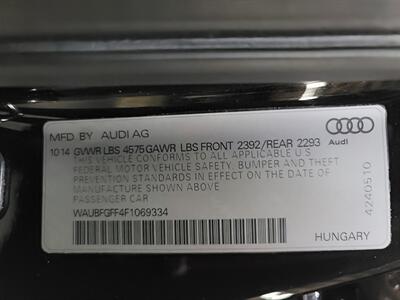 MFD BY AUDI AG
10 14 GVWR LBS 4575 GAWR LBS FRONT 2392/REAR 2293
THIS VEHICLE CONFORMS TO ALL APPLICABLE U S
FEDERAL MOTOR VEHICLE SAFETY, BUMPER AND THEFT
PREVENTION STANDARDS IN EFFECT ON THE DATE OF
MANUFACTURE SHOWN ABOVE
PASSENGER CAR
WAUBFGFF4F1069334
Audi
4240510
HUNGARY